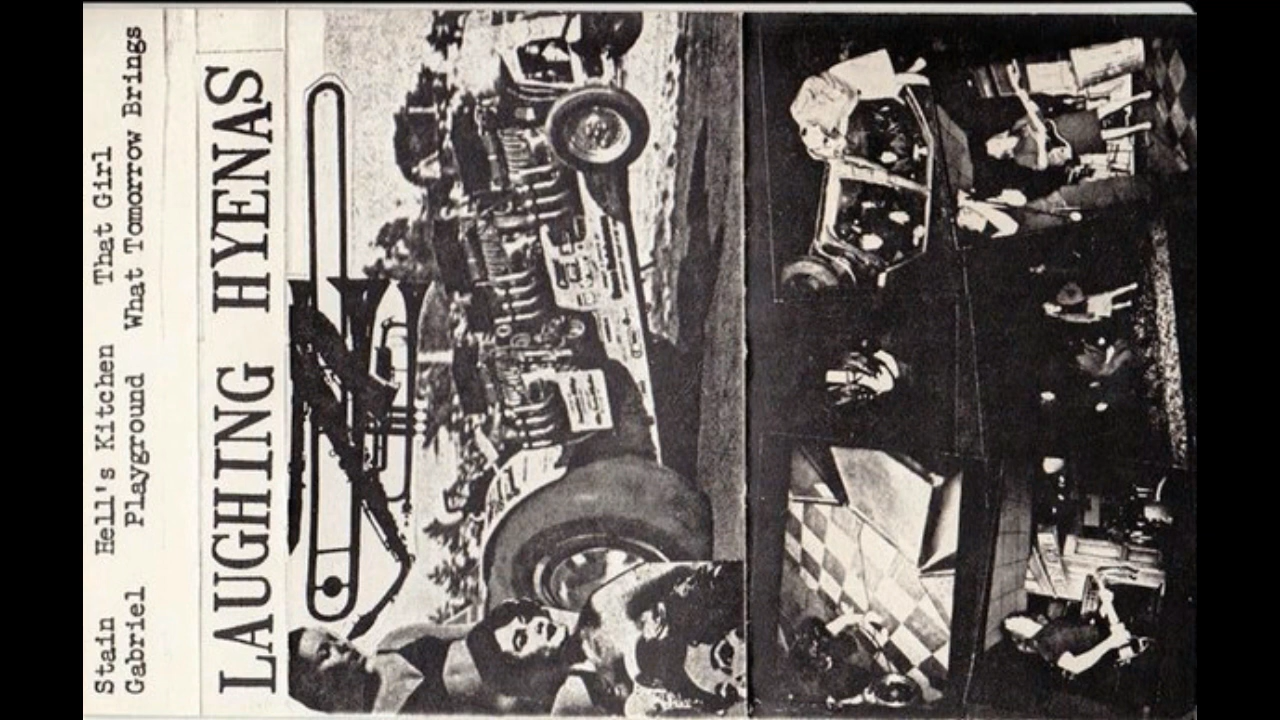 Stain Hell's Kitchen That Girl
Gabriel Playground What Tomorrow Brings
LAUGHING HYENAS